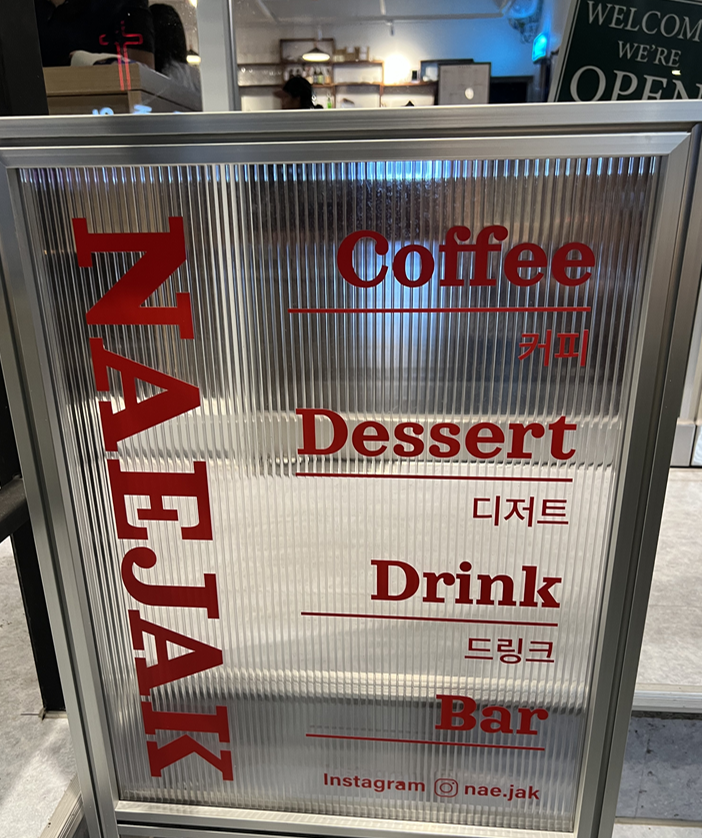 WELCOM
WE'RE
OPEN
NAEJAK
Coffee
커피
Dessert
디저트
Drink
드링크
Bar
Instagram nae.jak